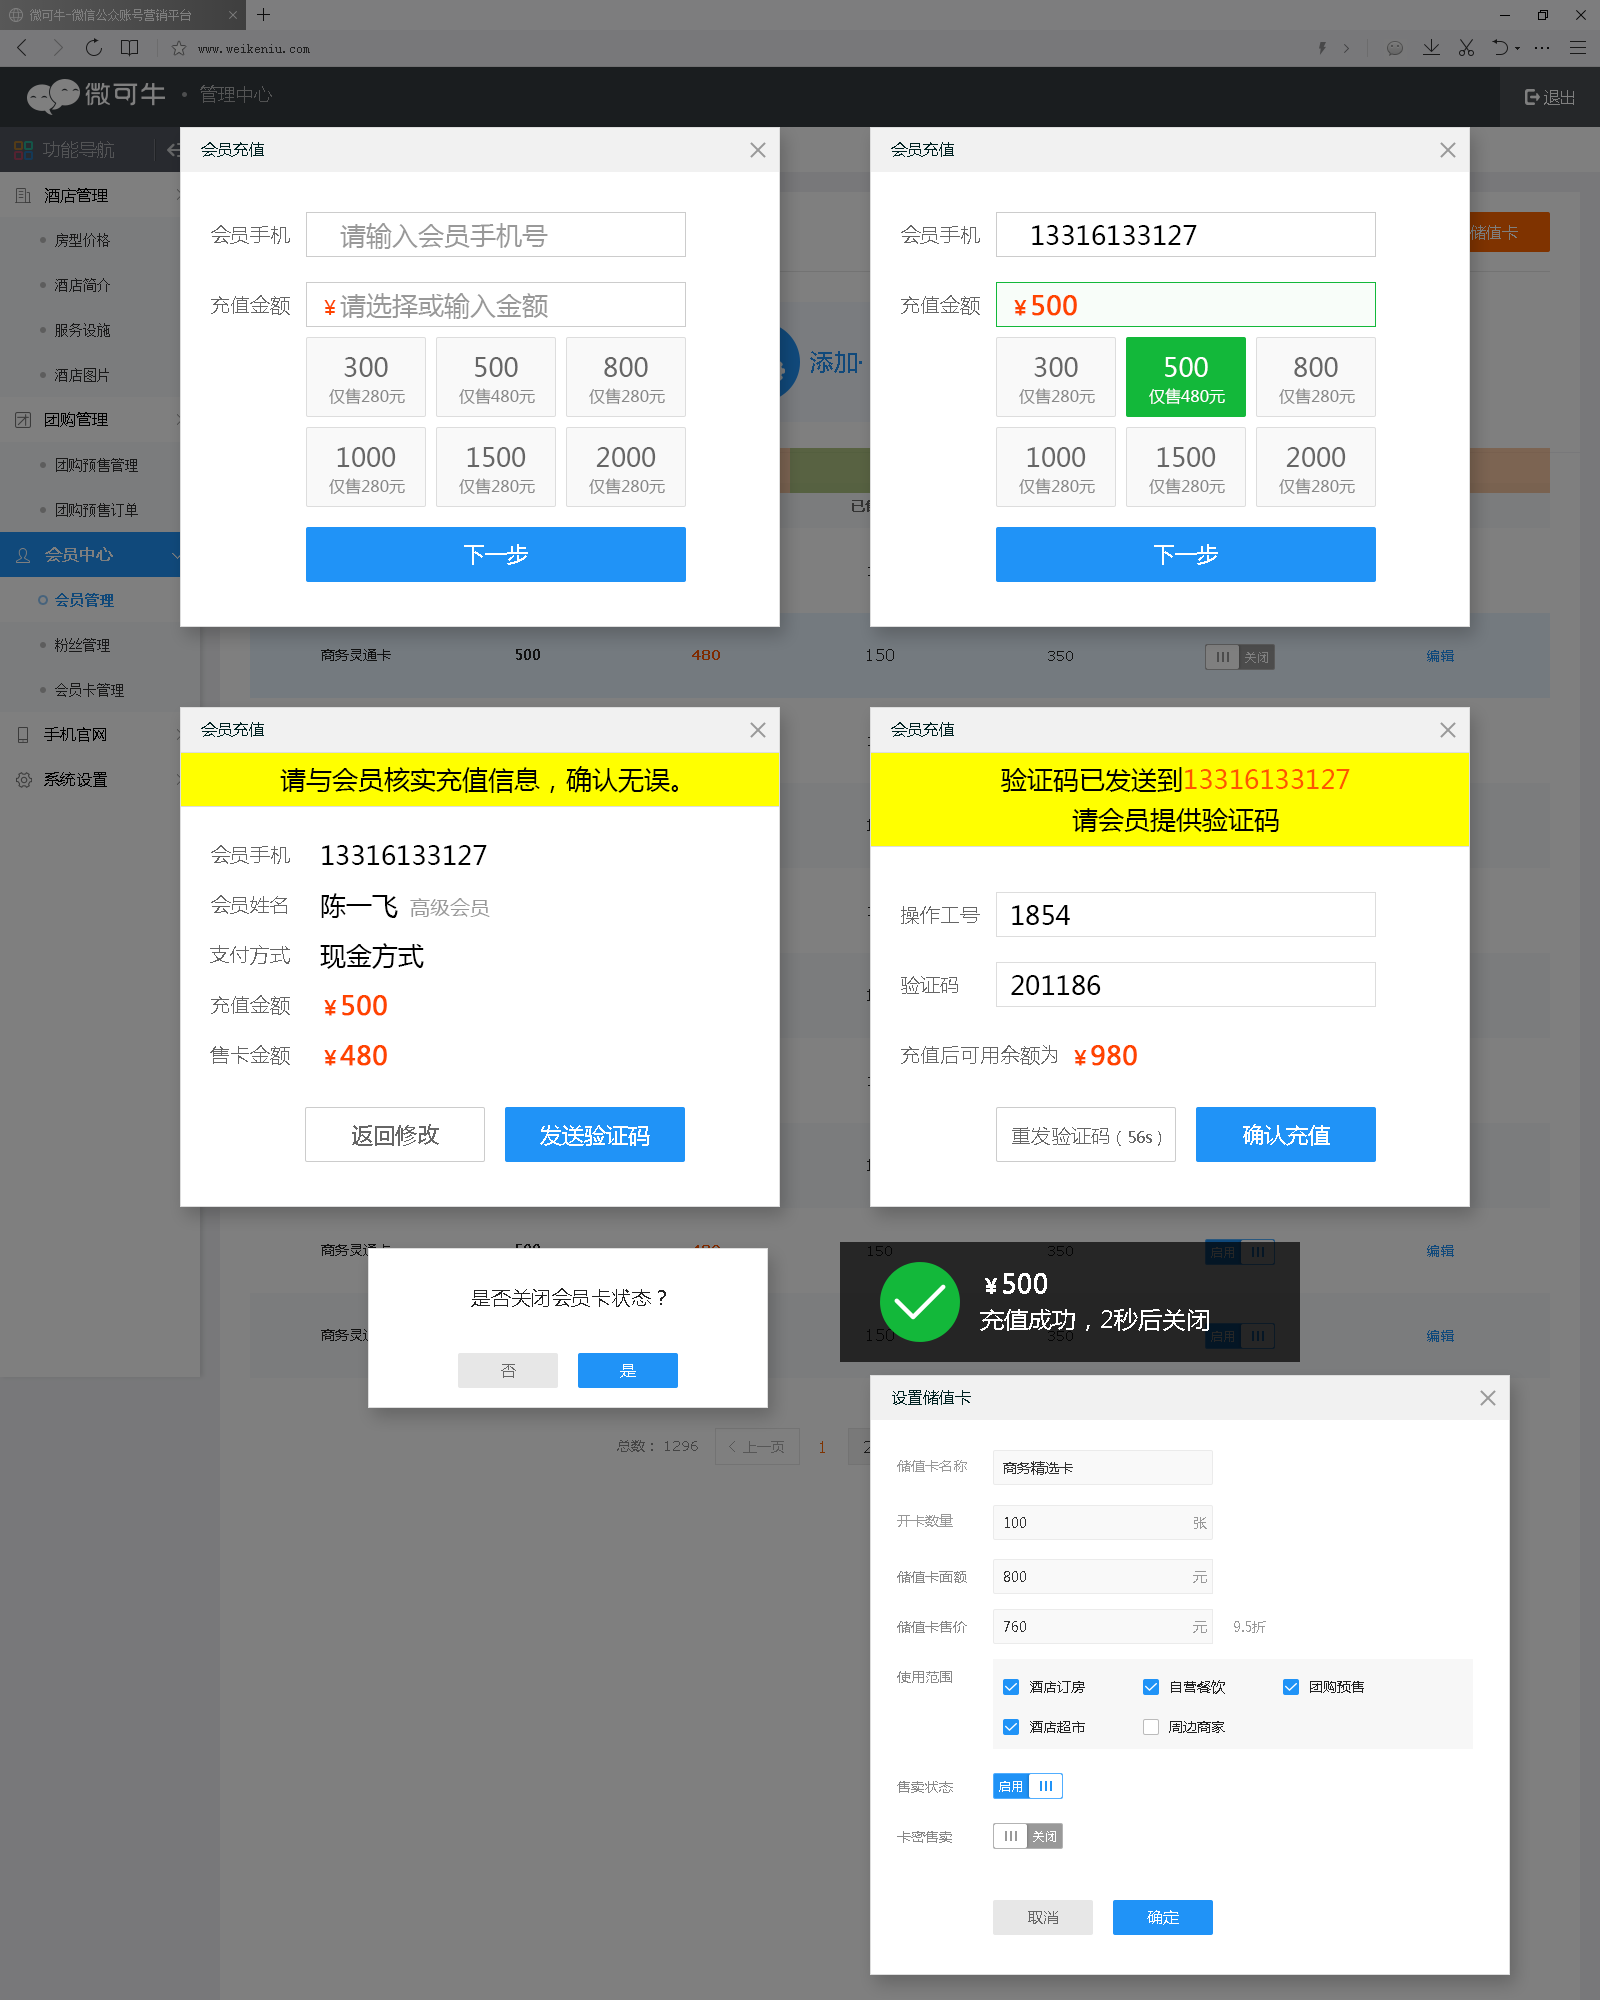 微可牛-微信公众账号营销平台
www.weikeniu.com
微可牛 · 管理中心
退出
功能导航
酒店管理
房型价格
酒店简介
服务设施
酒店图片
团购管理
团购预售管理
团购预售订单
会员中心
会员管理
粉丝管理
会员卡管理
手机官网
系统设置
会员充值
会员手机 请输入会员手机号
充值金额 ¥请选择或输入金额
300 500 800
仅售280元 仅售480元 仅售280元
1000 1500 2000
仅售280元 仅售280元 仅售280元
下一步
添加
会员充值
会员手机 13316133127
充值金额 ¥500
300 500 800
仅售280元 仅售480元 仅售280元
1000 1500 2000
仅售280元 仅售280元 仅售280元
下一步
储值卡
商务灵通卡 500 480 150 350 关闭 编辑
会员充值
请与会员核实充值信息，确认无误。
会员手机 13316133127
会员姓名 陈一飞 高级会员
支付方式 现金方式
充值金额 ¥500
售卡金额 ¥480
返回修改 发送验证码
会员充值
验证码已发送到13316133127
请会员提供验证码
操作工号 1854
验证码 201186
充值后可用余额为 ¥980
重发验证码（56s） 确认充值
商务灵通卡 500 480 150 350 启用 编辑
是否关闭会员卡状态？
否 是
¥500
充值成功，2秒后关闭
商务灵 150 350 启用 编辑
总数： 1296 上一页 1 2
设置储值卡
储值卡名称 商务精选卡
开卡数量 100 张
储值卡面额 800 元
储值卡售价 760 元 9.5折
使用范围 酒店订房 自营餐饮 团购预售
酒店超市 周边商家
售卖状态 启用
卡密售卖 关闭
取消 确定